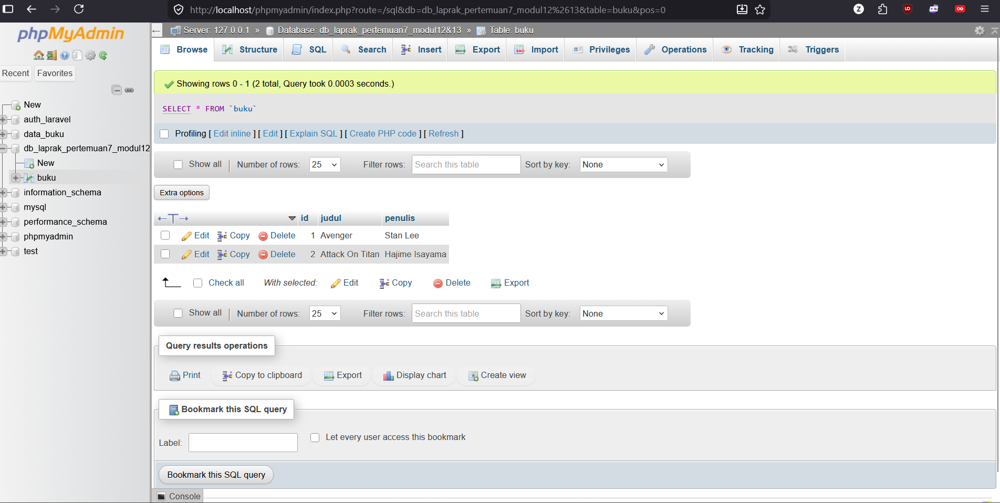 http://localhost/phpmyadmin/index.php?route=/sql&db=db_laprak_pertemuan7_modul12%2613&table=buku&pos=0
phpMyAdmin
Recent Favorites
New
auth_laravel
data_buku
db_laprak_pertemuan7_modul12
New
buku
information_schema
mysql
performance_schema
phpmyadmin
test
Server: 127.0.0.1 » Database: db_laprak_pertemuan7_modul12&13 » Table: buku
Browse Structure SQL Search Insert Export Import Privileges Operations Tracking Triggers
Showing rows 0 - 1 (2 total, Query took 0.0003 seconds.)
SELECT * FROM `buku`
Profiling [ Edit inline ] [ Edit ] [ Explain SQL ] [ Create PHP code ] [ Refresh ]
Show all Number of rows: 25 Filter rows: Search this table Sort by key: None
Extra options
id judul penulis
Edit Copy Delete 1 Avenger Stan Lee
Edit Copy Delete 2 Attack On Titan Hajime Isayama
Check all With selected: Edit Copy Delete Export
Show all Number of rows: 25 Filter rows: Search this table Sort by key: None
Query results operations
Print Copy to clipboard Export Display chart Create view
Bookmark this SQL query
Label: Let every user access this bookmark
Bookmark this SQL query
Console